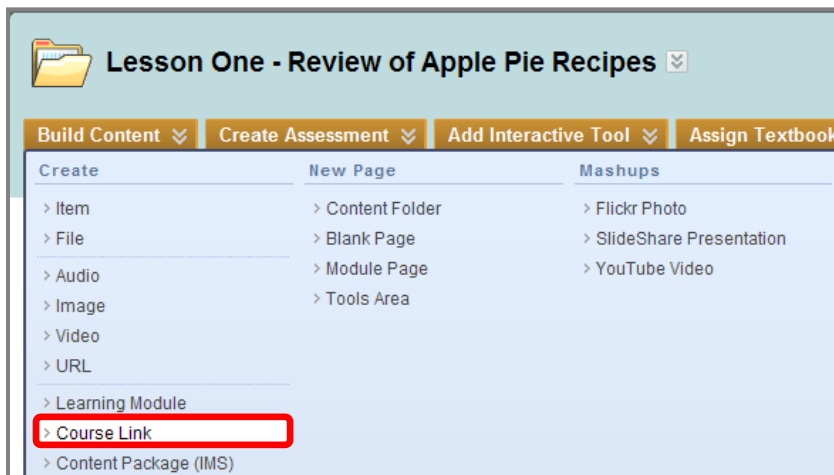 Lesson One - Review of Apple Pie Recipes
Build Content
Create Assessment
Add Interactive Tool
Assign Textbook
Create
Item
File
Audio
Image
Video
URL
Learning Module
Course Link
Content Package (IMS)
New Page
Content Folder
Blank Page
Module Page
Tools Area
Mashups
Flickr Photo
SlideShare Presentation
YouTube Video